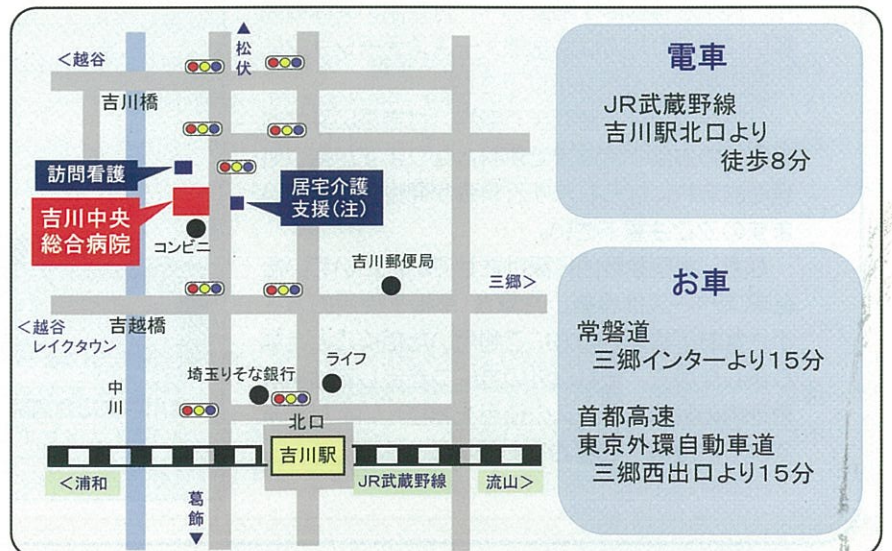 ▲松伏
<越谷
吉川橋
訪問看護
吉川中央
総合病院
コンビニ
居宅介護
支援(注)
吉川郵便局
三郷>
吉越橋
<越谷
レイクタウン
中川
埼玉りそな銀行
ライフ
北口
吉川駅
<浦和
JR武蔵野線
流山>
葛飾▼
電車
JR武蔵野線
吉川駅北口より
徒歩8分
お車
常磐道
三郷インターより15分
首都高速
東京外環自動車道
三郷西出口より15分